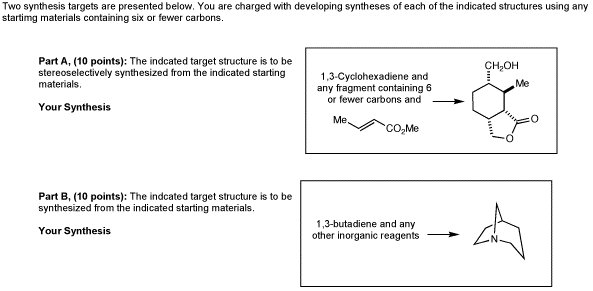 Two synthesis targets are presented below. You are charged with developing syntheses of each of the indicated structures using any
startimg materials containing six or fewer carbons.
Part A, (10 points): The indcated target structure is to be
stereoselectively synthesized from the indicated starting
materials.
Your Synthesis
1,3-Cyclohexadiene and
any fragment containing 6
or fewer carbons and
Me
CO2Me
CH2OH
Me
O
O
Part B, (10 points): The indcated target structure is to be
synthesized from the indicated starting materials.
Your Synthesis
1,3-butadiene and any
other inorganic reagents
N